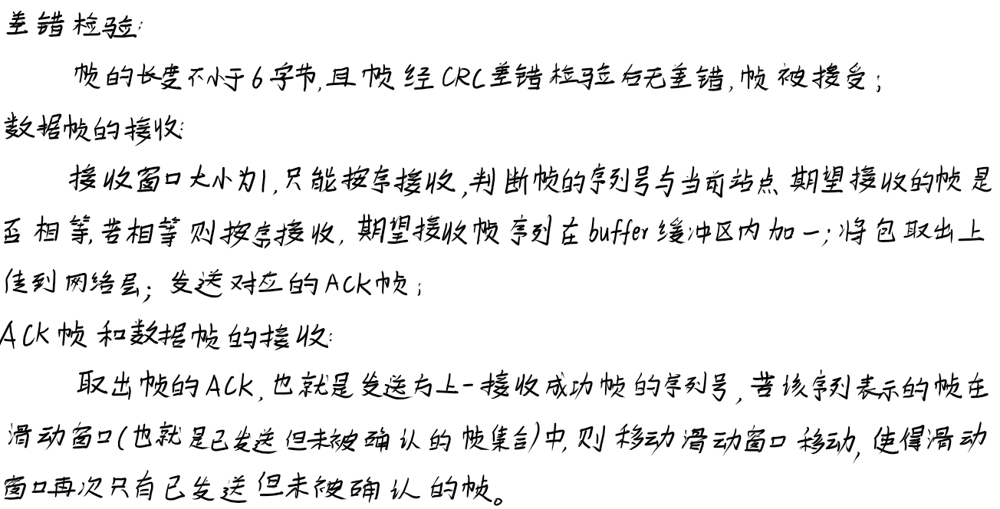 差错检验:
帧的长度不小于6字节,且帧经CRC差错检验后无差错,帧被接受;
数据帧的接收:
接收窗口大小为1,只能按序接收,判断帧的序列号与当前站点期望接收的帧是
否相等,若相等则按序接收,期望接收帧序列在buffer缓冲区内加一;将包取出上
传到网络层;发送对应的ACK帧;
ACK帧和数据帧的接收:
取出帧的ACK,也就是发送方上一接收成功帧的序列号,若该序列表示的帧在
滑动窗口(也就是已发送但未被确认的帧集合)中,则移动滑动窗口移动,使得滑动
窗口再次只有已发送但未被确认的帧。